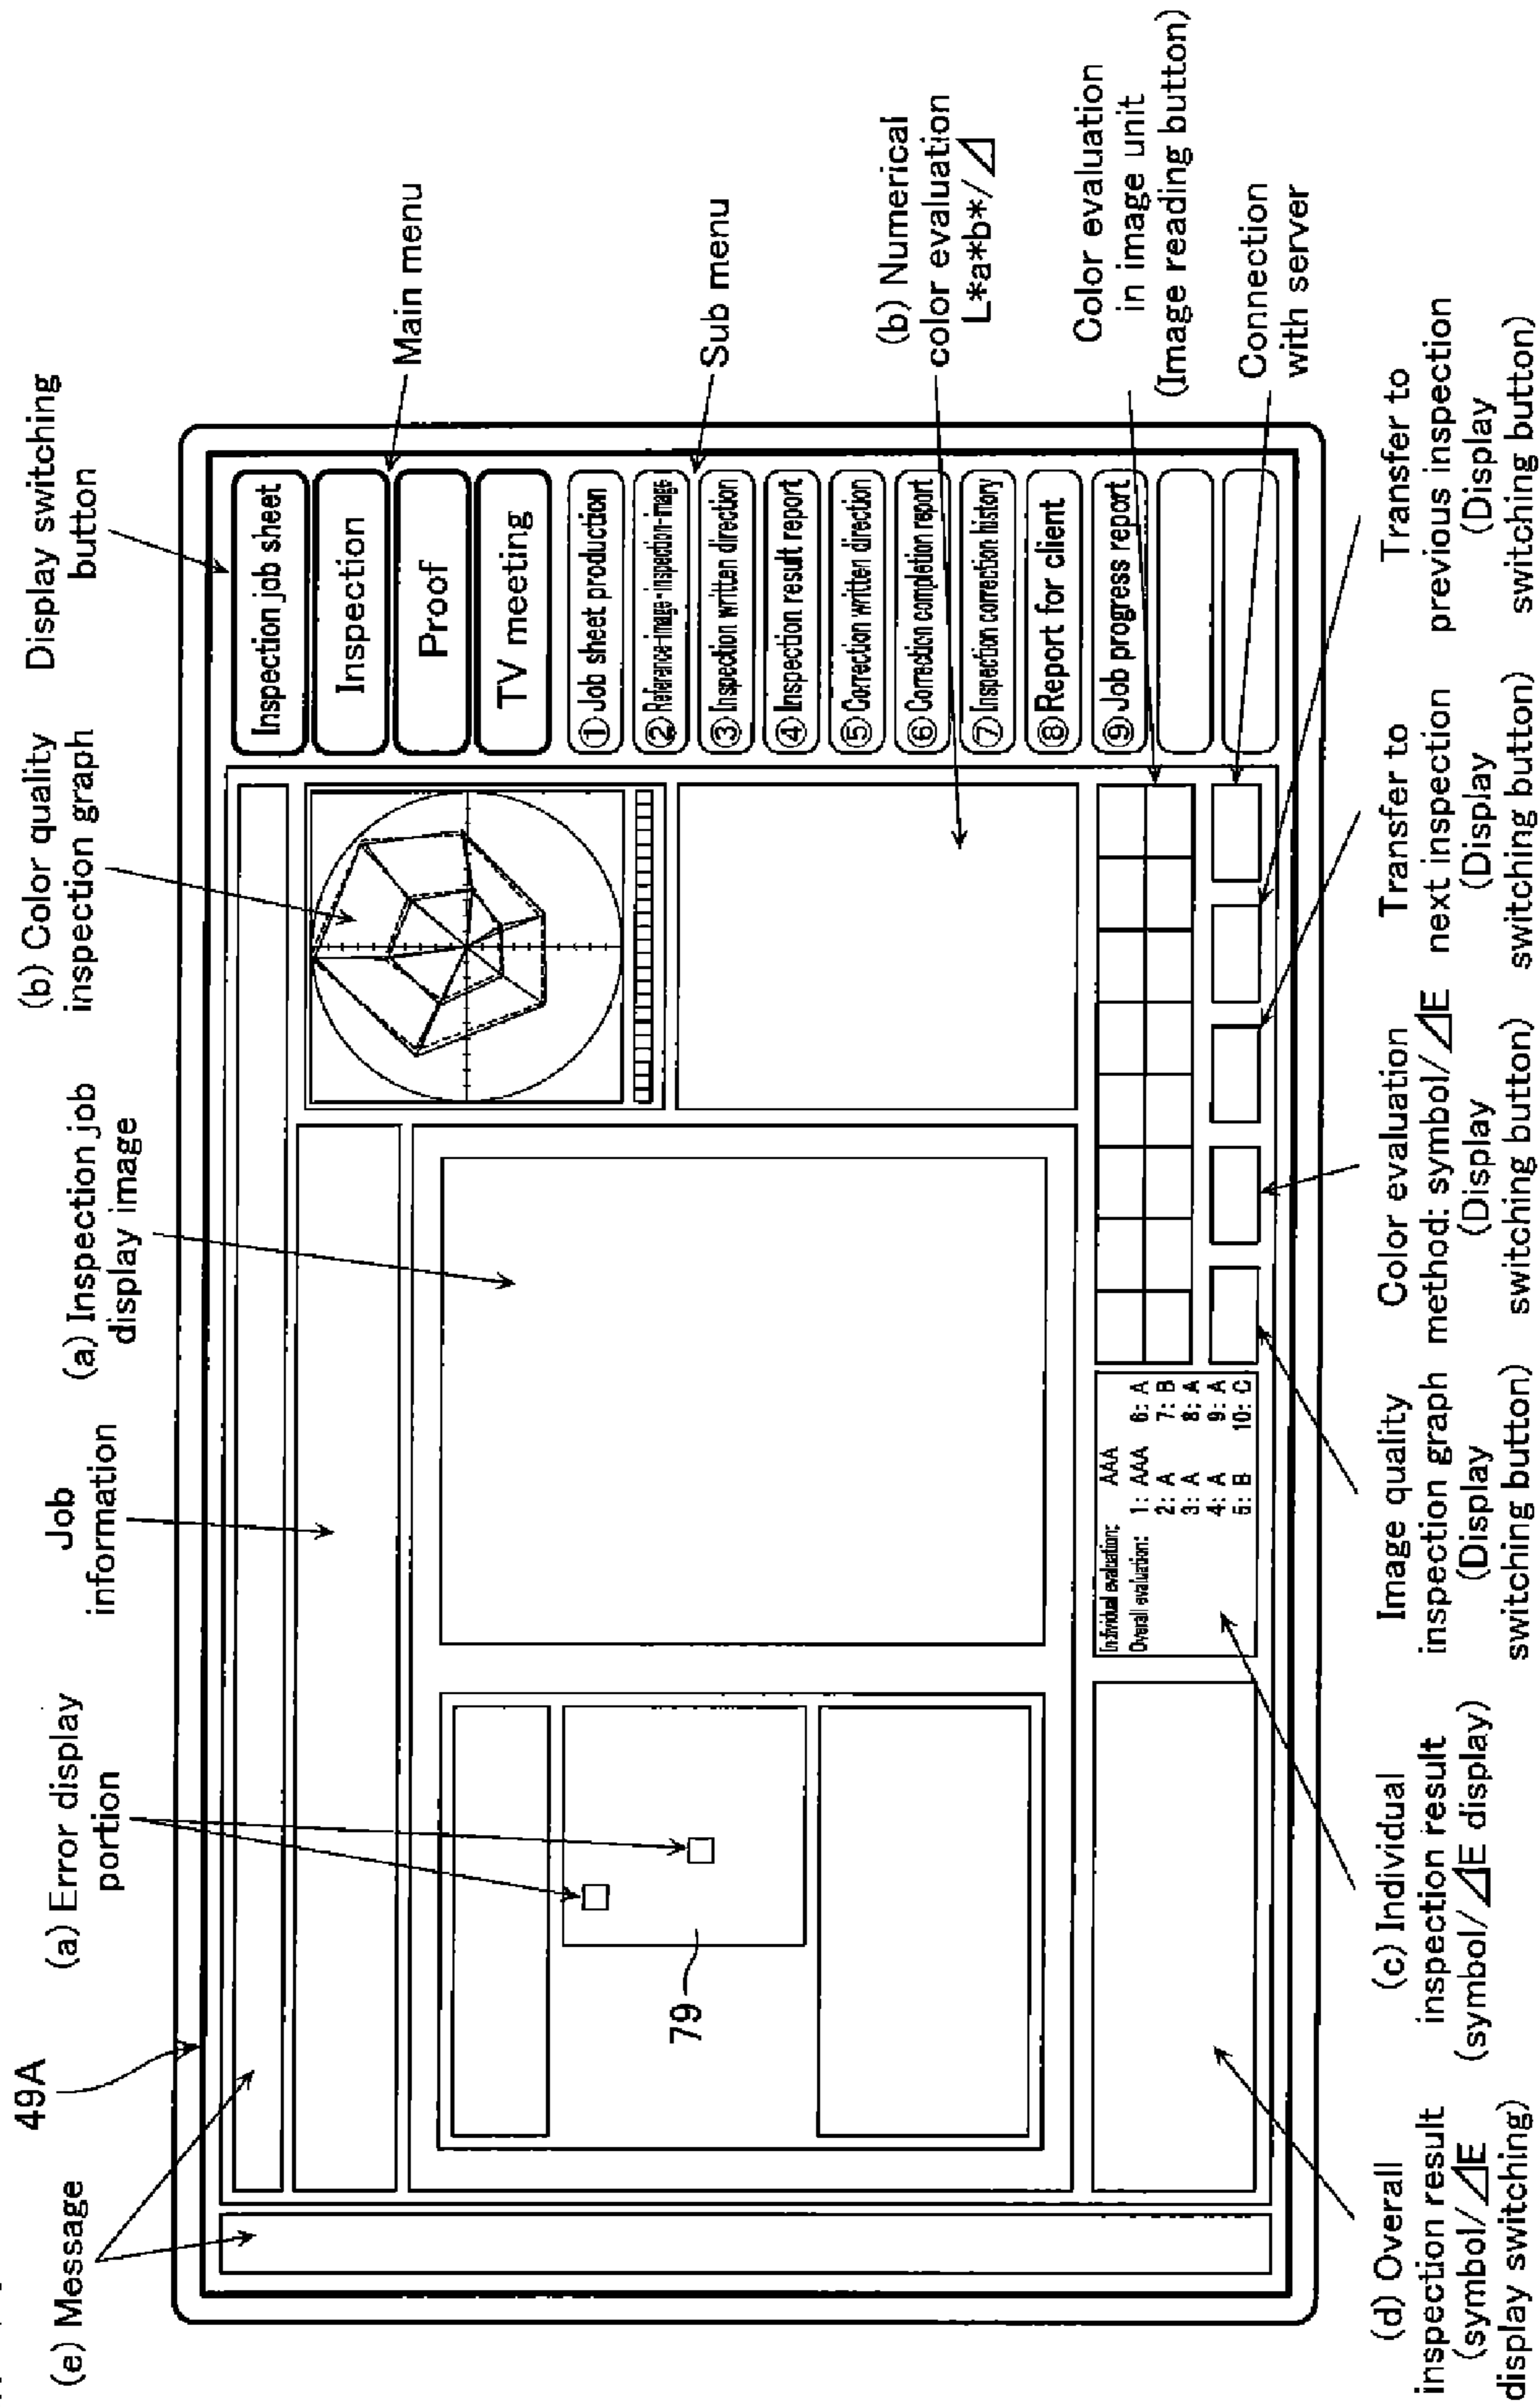 49A
(e) Message
(a) Error display
portion
Job
information
(a) Inspection job
display image
(b) Color quality
inspection graph
Display switching
button
Inspection job sheet
Inspection
Proof
TV meeting
Main menu
① Job sheet production
② Reference-image·inspection-image
③ Inspection written direction
④ Inspection result report
⑤ Correction written direction
⑥ Correction completion report
⑦ Inspection correction history
⑧ Report for client
⑨ Job progress report
Sub menu
(b) Numerical
color evaluation
L*a*b*/⊿
Color evaluation
in image unit
(Image reading button)
Connection
with server
79
Individual evaluation: AAA
Overall evaluation: 1: AAA 6: A
2: A 7: B
3: A 8: A
4: A 9: A
5: B 10: C
(d) Overall
inspection result
(symbol/⊿E
display switching)
(c) Individual
inspection result
(symbol/⊿E display)
Image quality
inspection graph
(Display
switching button)
Color evaluation
method: symbol/⊿E
(Display
switching button)
Transfer to
next inspection
(Display
switching button)
Transfer to
previous inspection
(Display
switching button)